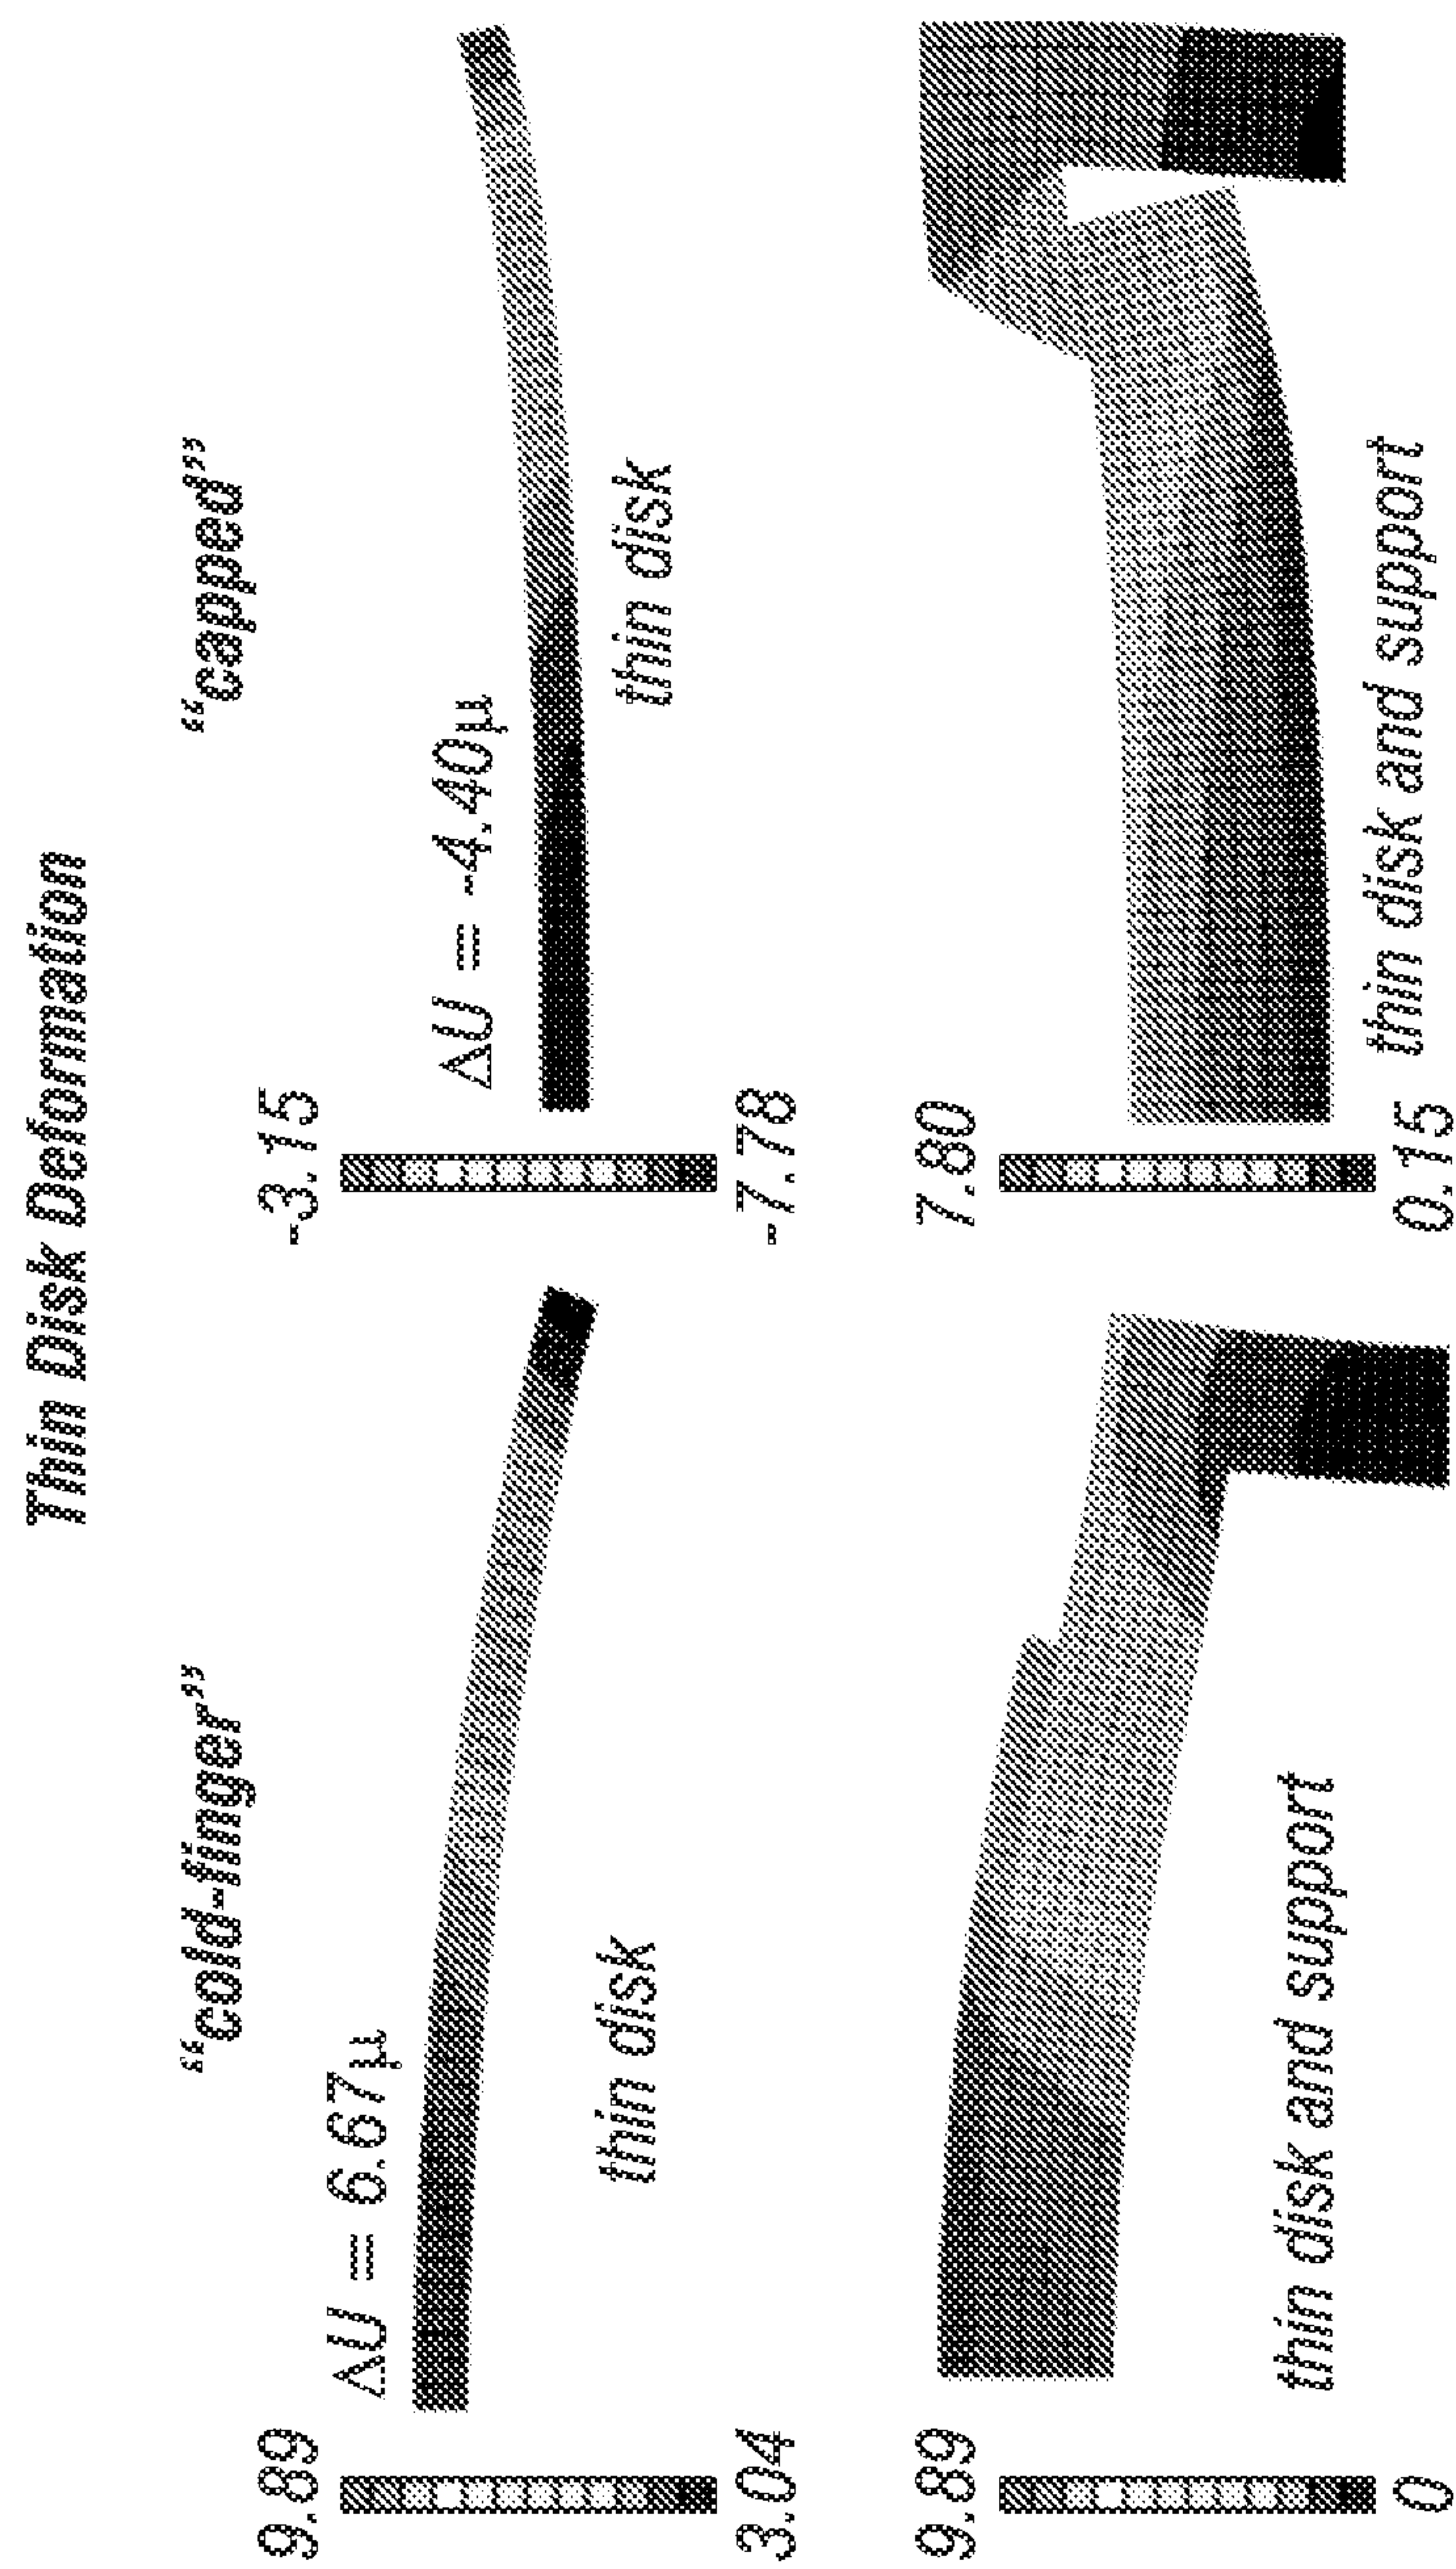 Thin Disk Deformation
“cold-finger”
9.89
ΔU = 6.67µ
thin disk
3.04
9.89
thin disk and support
0
“capped”
-3.15
ΔU = -4.40µ
thin disk
-7.78
7.80
thin disk and support
0.15